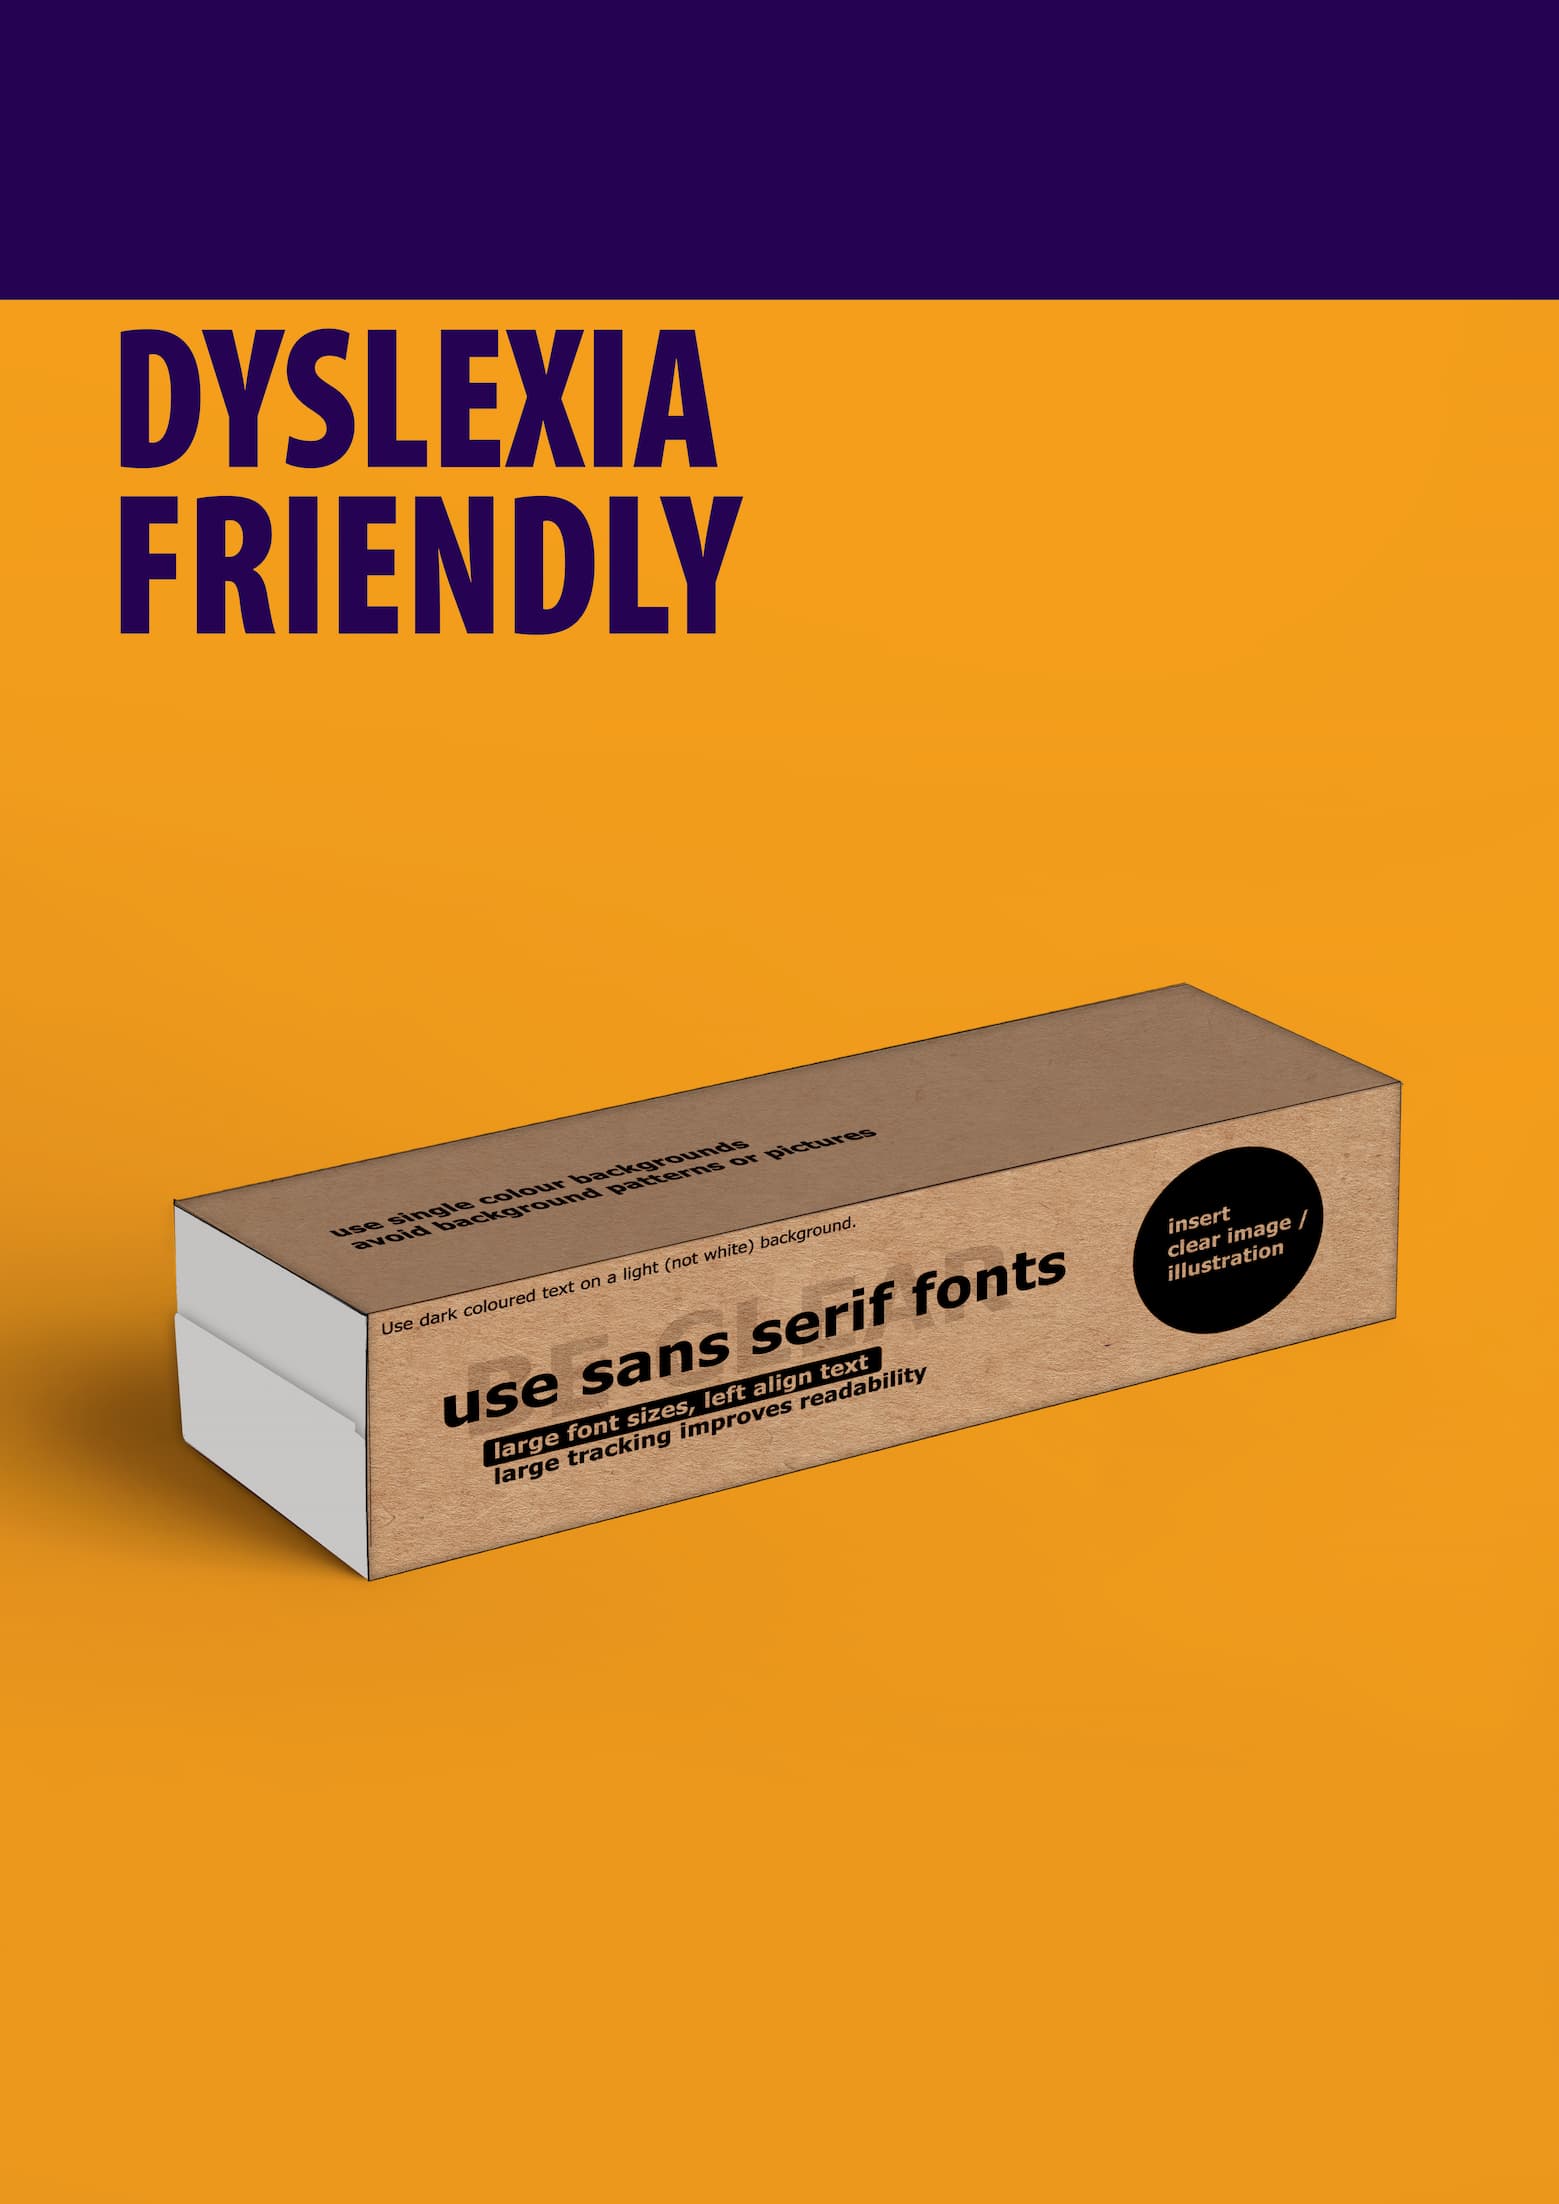 DYSLEXIA
FRIENDLY
use single colour backgrounds
avoid background patterns or pictures
Use dark coloured text on a light (not white) background.
BE CLEAR
use sans serif fonts
large font sizes, left align text
large tracking improves readability
insert
clear image /
illustration